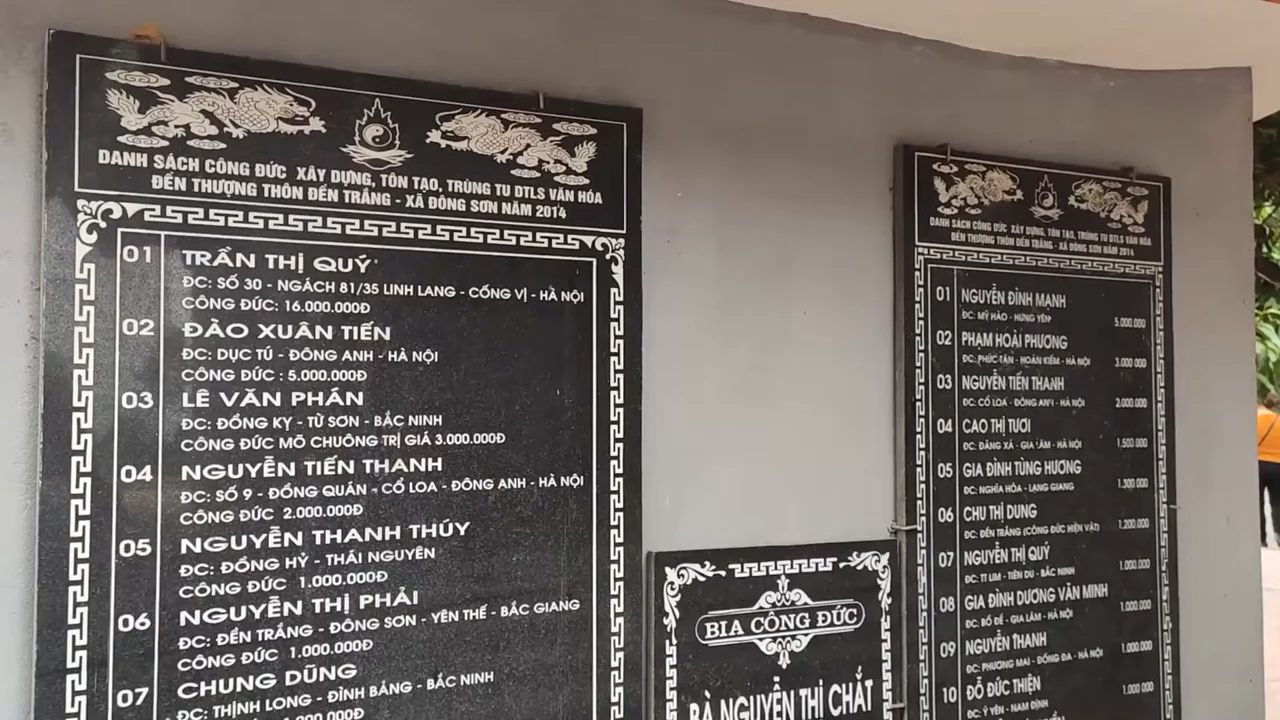 DANH SÁCH CÔNG ĐỨC XÂY DỰNG, TÔN TẠO, TRÙNG TU DTLS VĂN HÓA
ĐỀN THƯỢNG THÔN ĐỀN TRẮNG - XÃ ĐÔNG SƠN NĂM 2014
01 TRẦN THỊ QUÝ
ĐC: SỐ 30 - NGÁCH 81/35 LINH LANG - CỐNG VỊ - HÀ NỘI
CÔNG ĐỨC: 16.000.000Đ
02 ĐÀO XUÂN TIẾN
ĐC: DỤC TÚ - ĐÔNG ANH - HÀ NỘI
CÔNG ĐỨC : 5.000.000Đ
03 LÊ VĂN PHÁN
ĐC: ĐỒNG KỴ - TỪ SƠN - BẮC NINH
CÔNG ĐỨC MÕ CHUÔNG TRỊ GIÁ 3.000.000Đ
04 NGUYỄN TIẾN THANH
ĐC: SỐ 9 - ĐỒNG QUÁN - CỔ LOA - ĐÔNG ANH - HÀ NỘI
CÔNG ĐỨC 2.000.000Đ
05 NGUYỄN THANH THÚY
ĐC: ĐỒNG HỶ - THÁI NGUYÊN
CÔNG ĐỨC 1.000.000Đ
06 NGUYỄN THỊ PHẢI
ĐC: ĐỀN TRẮNG - ĐÔNG SƠN - YÊN THẾ - BẮC GIANG
CÔNG ĐỨC 1.000.000Đ
07 CHUNG DŨNG
ĐC: THỊNH LONG - ĐÌNH BẢNG - BẮC NINH
BIA CÔNG ĐỨC
BÀ NGUYỄN THỊ CHẮT
DANH SÁCH CÔNG ĐỨC XÂY DỰNG, TÔN TẠO, TRÙNG TU DTLS VĂN HÓA
ĐỀN THƯỢNG THÔN ĐỀN TRẮNG - XÃ ĐÔNG SƠN NĂM 2014
01 NGUYỄN ĐÌNH MẠNH
ĐC: MỸ HÀO - HƯNG YÊN 5.000.000
02 PHẠM HOÀI PHƯƠNG
ĐC: PHÚC TÂN - HOÀN KIẾM - HÀ NỘI 3.000.000
03 NGUYỄN TIẾN THANH
ĐC: CỔ LOA - ĐÔNG ANH - HÀ NỘI 2.000.000
04 CAO THỊ TƯƠI
ĐC: ĐẶNG XÁ - GIA LÂM - HÀ NỘI 1.500.000
05 GIA ĐÌNH TÙNG HƯƠNG
ĐC: NGHĨA HÒA - LẠNG GIANG 1.300.000
06 CHU THỊ DUNG
ĐC: ĐỀN TRẮNG (CÔNG ĐỨC HIỆN VẬT) 1.200.000
07 NGUYỄN THỊ QUÝ
ĐC: TT LIM - TIÊN DU - BẮC NINH 1.000.000
08 GIA ĐÌNH DƯƠNG VĂN MINH
ĐC: BỒ ĐỀ - GIA LÂM - HÀ NỘI 1.000.000
09 NGUYỄN THANH
ĐC: PHƯƠNG MAI - ĐỐNG ĐA - HÀ NỘI 1.000.000
10 ĐỖ ĐỨC THIỆN
ĐC: Ý YÊN - NAM ĐỊNH 1.000.000